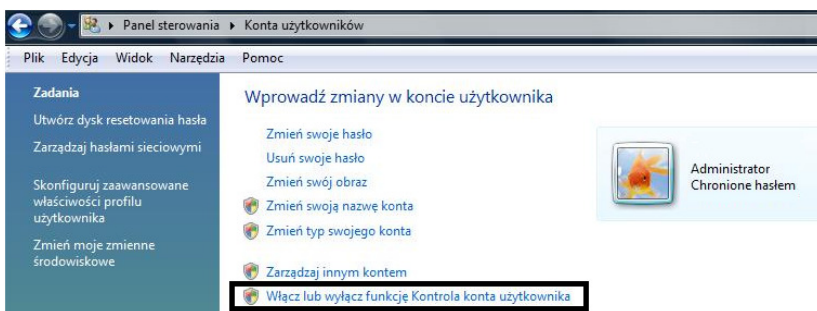 Panel sterowania Konta użytkowników
Plik Edycja Widok Narzędzia Pomoc
Zadania
Utwórz dysk resetowania hasła
Zarządzaj hasłami sieciowymi
Skonfiguruj zaawansowane
właściwości profilu
użytkownika
Zmień moje zmienne
środowiskowe
Wprowadź zmiany w koncie użytkownika
Zmień swoje hasło
Usuń swoje hasło
Zmień swój obraz
Zmień swoją nazwę konta
Zmień typ swojego konta
Zarządzaj innym kontem
Włącz lub wyłącz funkcję Kontrola konta użytkownika
Administrator
Chronione hasłem